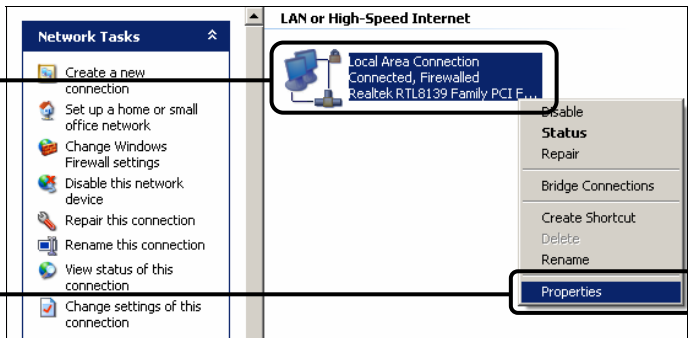 Network Tasks
Create a new
connection
Set up a home or small
office network
Change Windows
Firewall settings
Disable this network
device
Repair this connection
Rename this connection
View status of this
connection
Change settings of this
connection
LAN or High-Speed Internet
Local Area Connection
Connected, Firewalled
Realtek RTL8139 Family PCI F...
Disable
Status
Repair
Bridge Connections
Create Shortcut
Delete
Rename
Properties